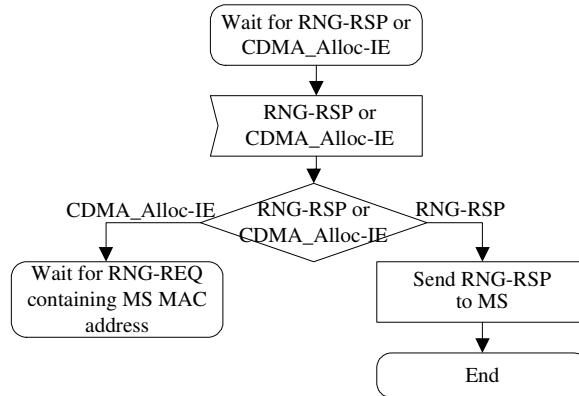 Wait for RNG-RSP or
CDMA_Alloc-IE
RNG-RSP or
CDMA_Alloc-IE
CDMA_Alloc-IE
RNG-RSP or
CDMA_Alloc-IE
RNG-RSP
Wait for RNG-REQ
containing MS MAC
address
Send RNG-RSP
to MS
End